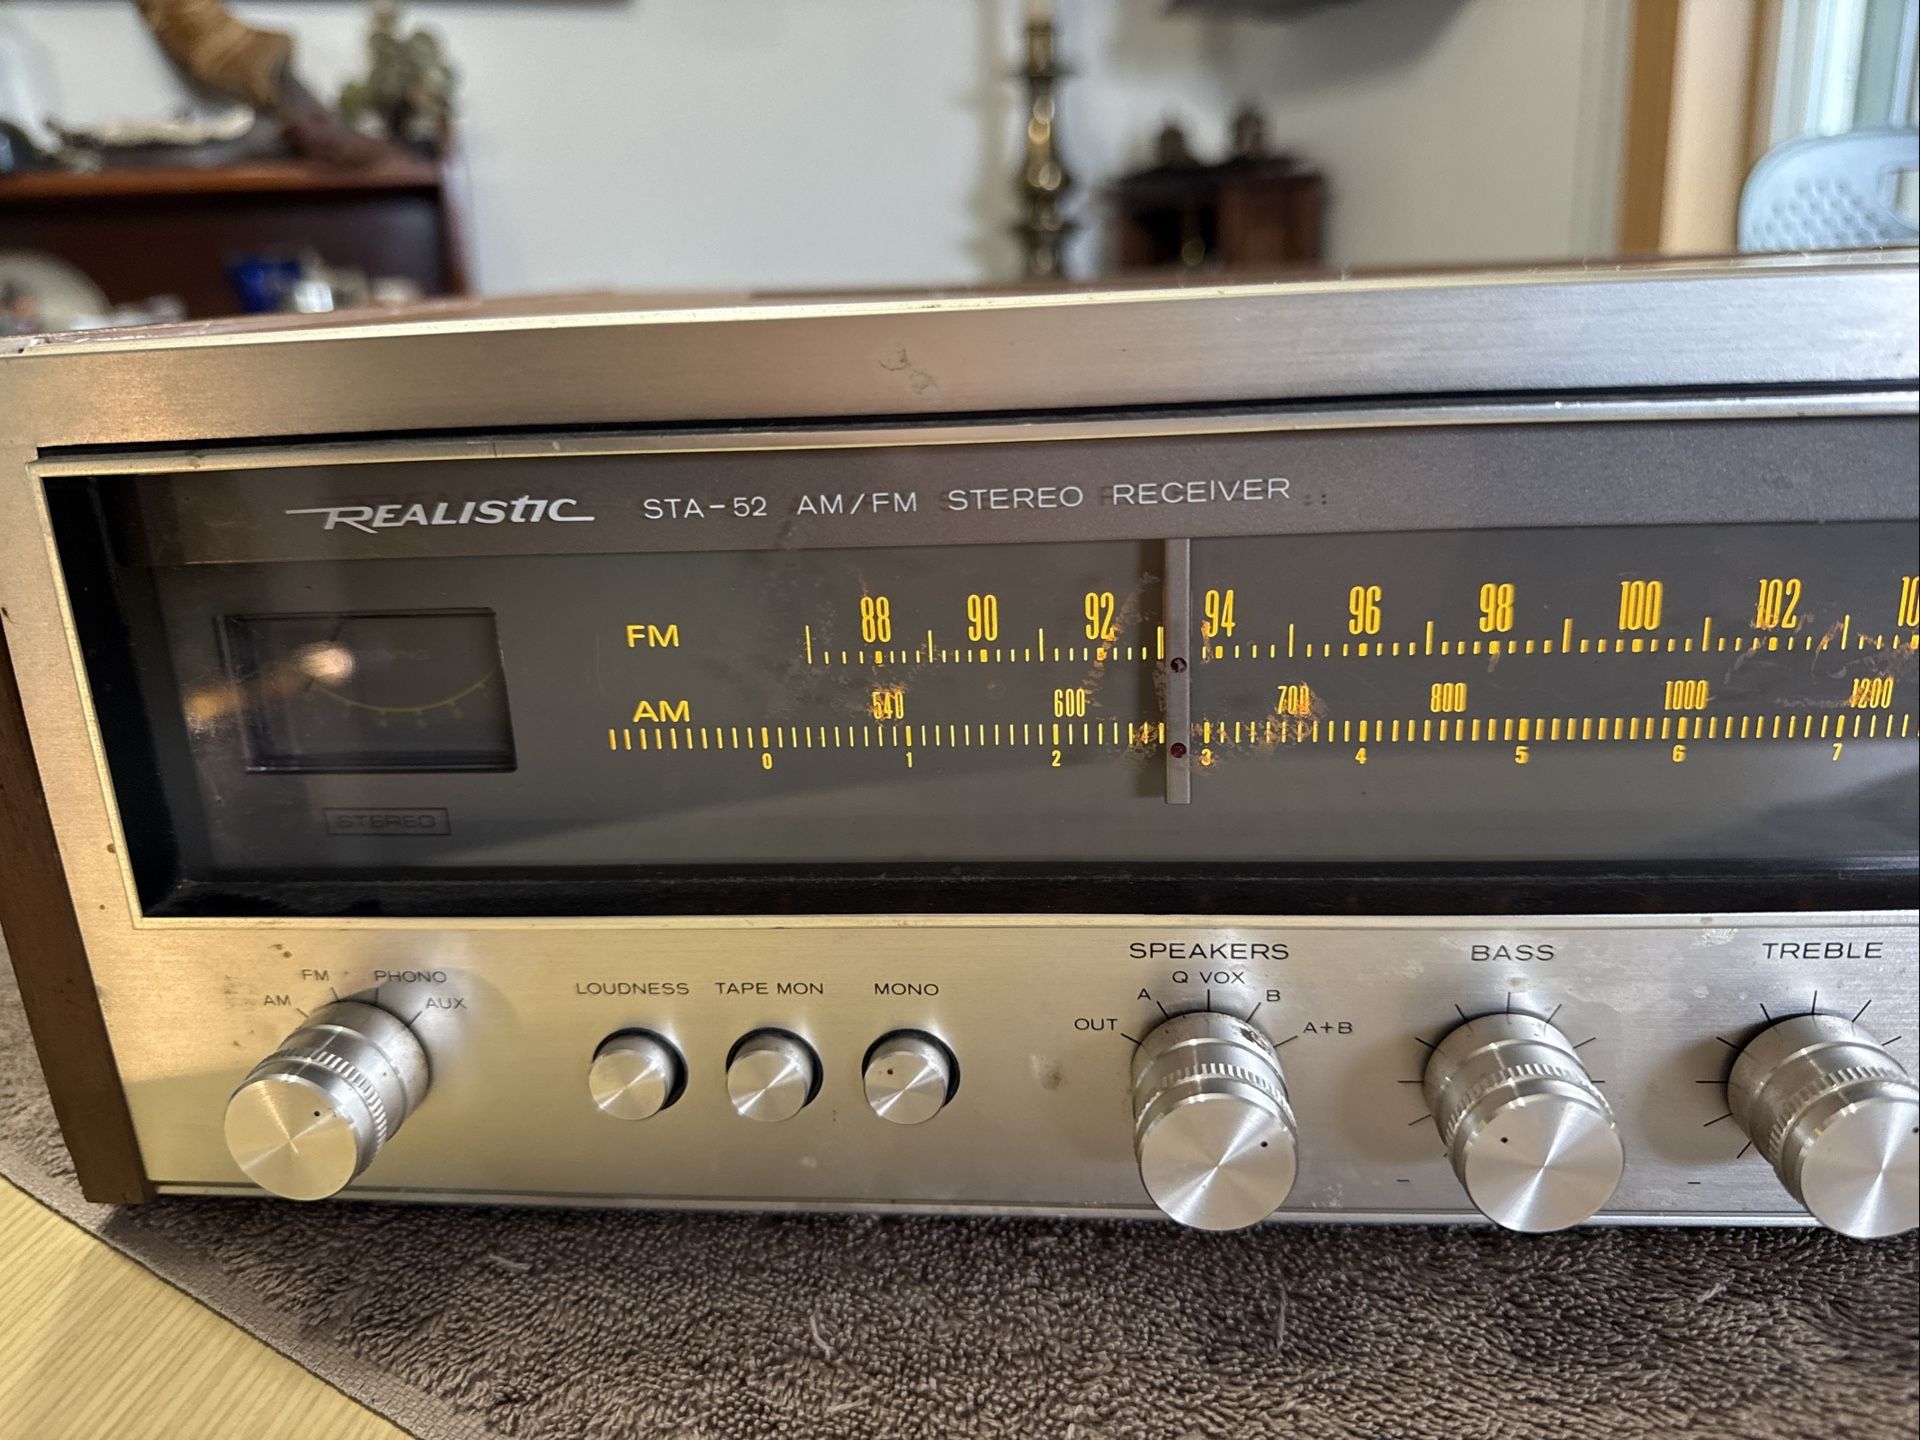 REALISTIC STA-52 AM/FM STEREO RECEIVER
FM 88 90 92 94 96 98 100 102
AM 540 600 700 800 1000 1200
0 1 2 3 4 5 6 7
STEREO
SPEAKERS BASS TREBLE
FM PHONO
AM AUX
LOUDNESS TAPE MON MONO
Q VOX
A B
OUT A+B
- -